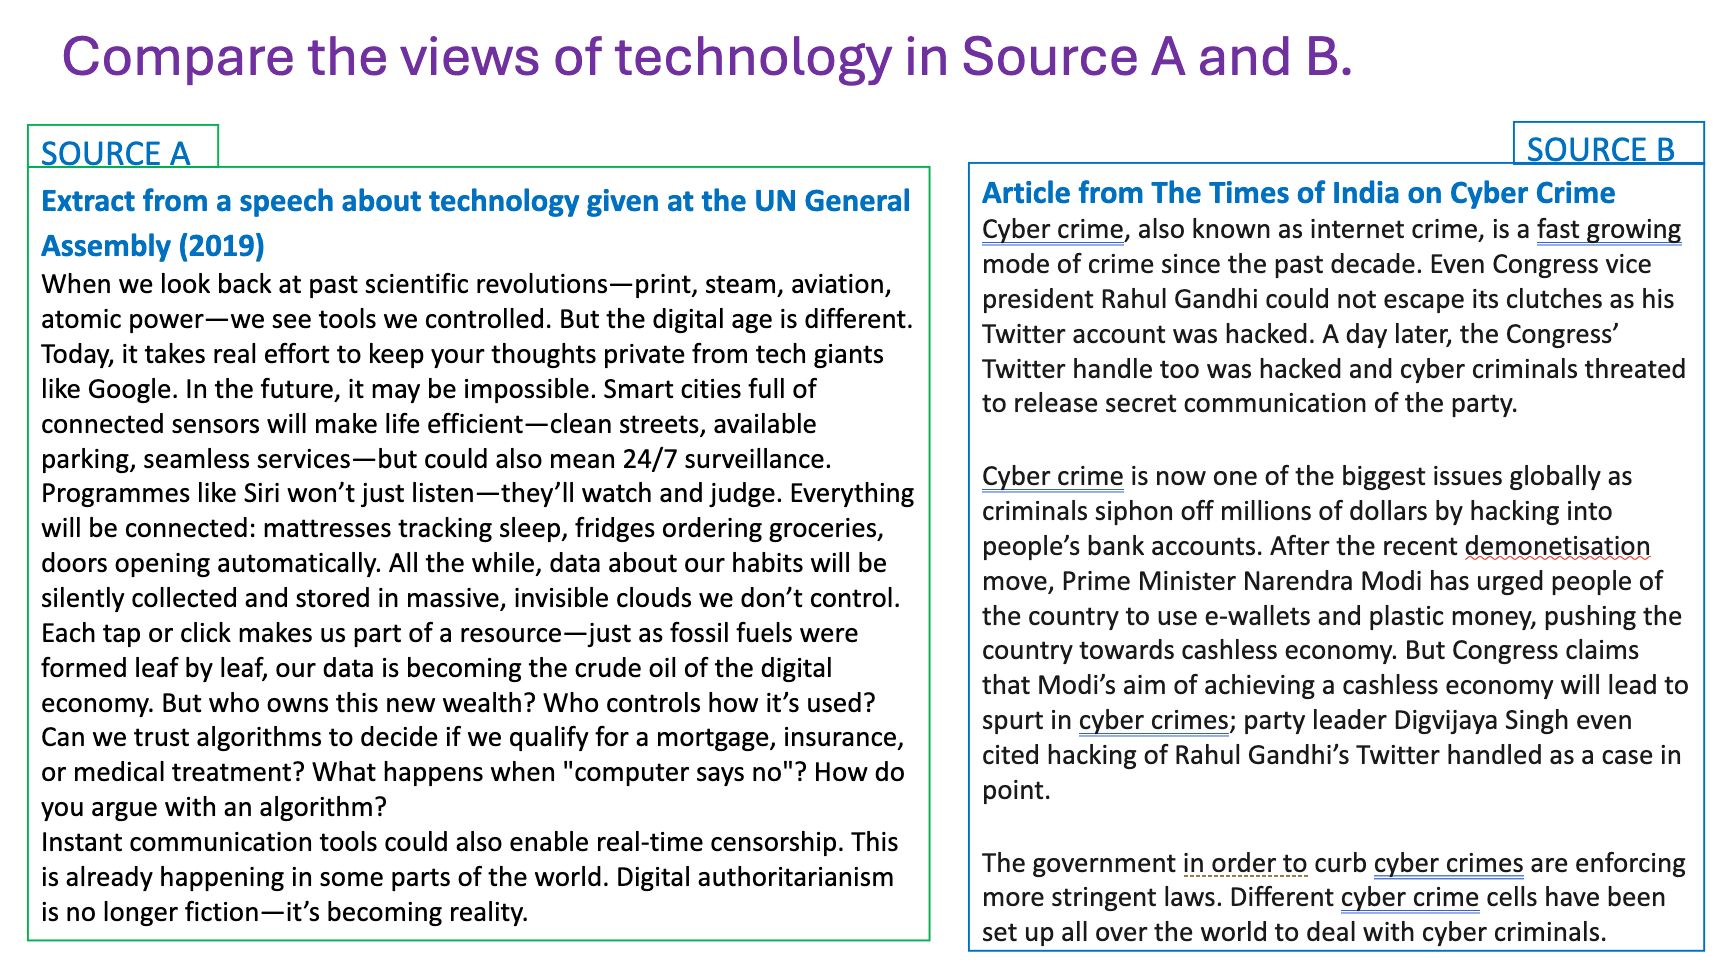 Compare the views of technology in Source A and B.
SOURCE A
Extract from a speech about technology given at the UN General
Assembly (2019)
When we look back at past scientific revolutions—print, steam, aviation,
atomic power—we see tools we controlled. But the digital age is different.
Today, it takes real effort to keep your thoughts private from tech giants
like Google. In the future, it may be impossible. Smart cities full of
connected sensors will make life efficient—clean streets, available
parking, seamless services—but could also mean 24/7 surveillance.
Programmes like Siri won’t just listen—they’ll watch and judge. Everything
will be connected: mattresses tracking sleep, fridges ordering groceries,
doors opening automatically. All the while, data about our habits will be
silently collected and stored in massive, invisible clouds we don’t control.
Each tap or click makes us part of a resource—just as fossil fuels were
formed leaf by leaf, our data is becoming the crude oil of the digital
economy. But who owns this new wealth? Who controls how it’s used?
Can we trust algorithms to decide if we qualify for a mortgage, insurance,
or medical treatment? What happens when "computer says no"? How do
you argue with an algorithm?
Instant communication tools could also enable real-time censorship. This
is already happening in some parts of the world. Digital authoritarianism
is no longer fiction—it’s becoming reality.
SOURCE B
Article from The Times of India on Cyber Crime
Cyber crime, also known as internet crime, is a fast growing
mode of crime since the past decade. Even Congress vice
president Rahul Gandhi could not escape its clutches as his
Twitter account was hacked. A day later, the Congress’
Twitter handle too was hacked and cyber criminals threated
to release secret communication of the party.
Cyber crime is now one of the biggest issues globally as
criminals siphon off millions of dollars by hacking into
people’s bank accounts. After the recent demonetisation
move, Prime Minister Narendra Modi has urged people of
the country to use e-wallets and plastic money, pushing the
country towards cashless economy. But Congress claims
that Modi’s aim of achieving a cashless economy will lead to
spurt in cyber crimes; party leader Digvijaya Singh even
cited hacking of Rahul Gandhi’s Twitter handled as a case in
point.
The government in order to curb cyber crimes are enforcing
more stringent laws. Different cyber crime cells have been
set up all over the world to deal with cyber criminals.